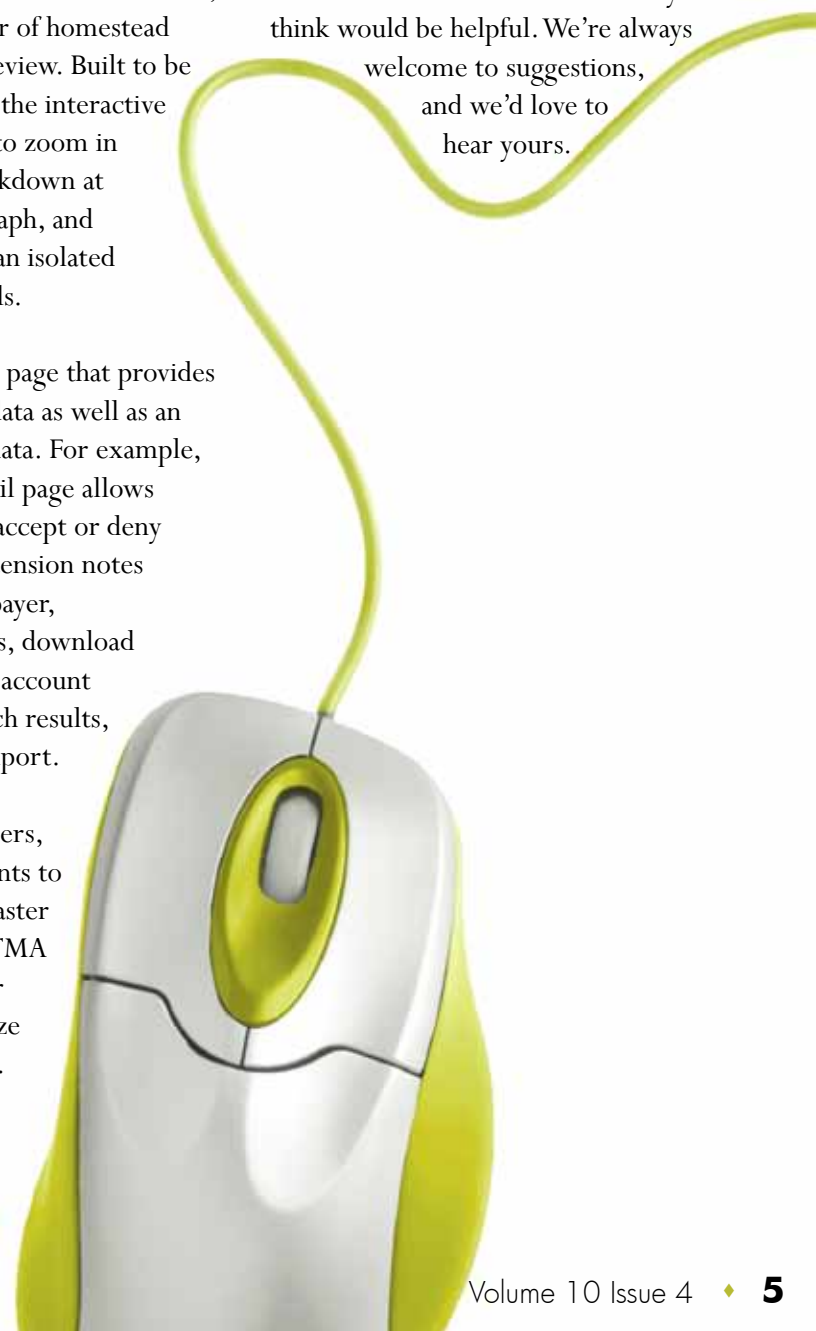 r of homestead
eview. Built to be
the interactive
to zoom in
kdown at
aph, and
an isolated
ls.
page that provides
lata as well as an
lata. For example,
il page allows
accept or deny
ension notes
payer,
s, download
account
ch results,
port.
ers,
nts to
aster
TMA
r
ze
.
think would be helpful. We're always
welcome to suggestions,
and we'd love to
hear yours.
Volume 10 Issue 4 ♦ 5